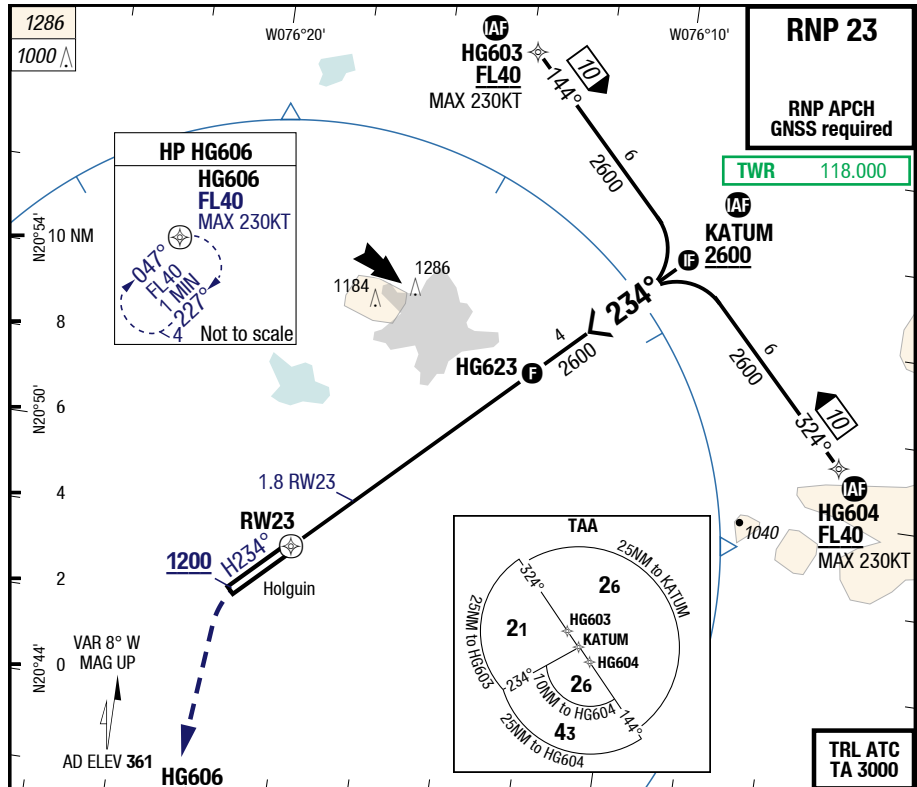 1286
1000
W076°20'
W076°10'
RNP 23
RNP APCH
GNSS required
TWR 118.000
IAF
HG603
FL40
MAX 230KT
144°
10
6
2600
IAF
KATUM
2600
IF
HP HG606
HG606
FL40
MAX 230KT
047°
FL40
1 MIN
227°
4
Not to scale
N20°54'
10 NM
8
N20°50'
6
4
2
N20°44'
0
1184
1286
234°
4
2600
HG623
F
6
2600
10
324°
IAF
HG604
FL40
MAX 230KT
1040
1.8 RW23
RW23
1200
H234°
Holguin
HG606
VAR 8° W
MAG UP
AD ELEV 361
TAA
25NM to KATUM
324°
26
HG603
21
KATUM
HG604
25NM to HG603
234°
26
10NM to HG604
144°
43
25NM to HG604
TRL ATC
TA 3000